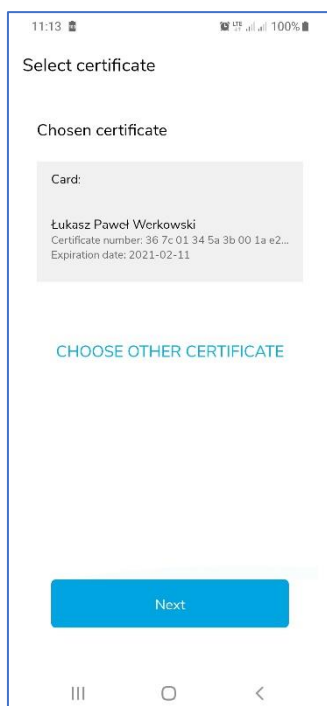 11:13 LTE 100%
Select certificate
Chosen certificate
Card:
Łukasz Paweł Werkowski
Certificate number: 36 7c 01 34 5a 3b 00 1a e2...
Expiration date: 2021-02-11
CHOOSE OTHER CERTIFICATE
Next